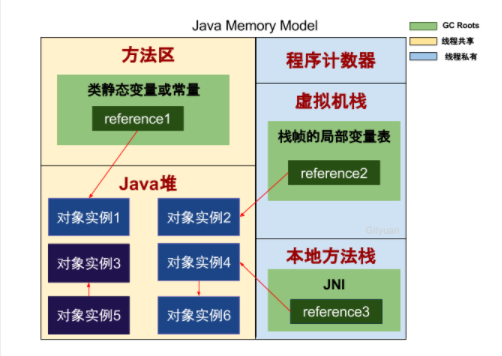 Java Memory Model
GC Roots
线程共享
线程私有
方法区
类静态变量或常量
reference1
程序计数器
虚拟机栈
栈帧的局部变量表
reference2
Gityuan
Java堆
对象实例1
对象实例2
对象实例3
对象实例4
对象实例5
对象实例6
本地方法栈
JNI
reference3